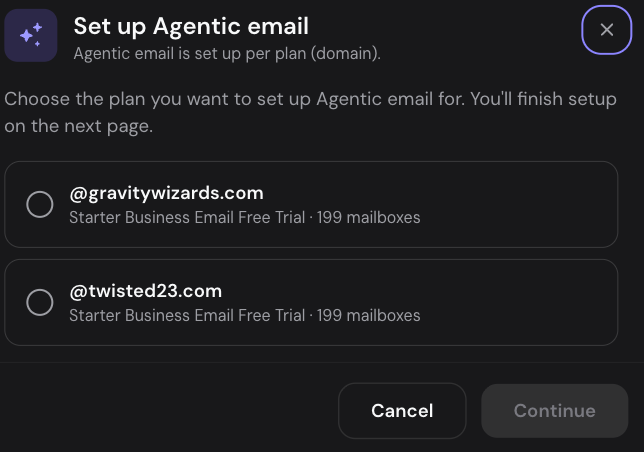 Set up Agentic email
Agentic email is set up per plan (domain).
Choose the plan you want to set up Agentic email for. You'll finish setup
on the next page.
@gravitywizards.com
Starter Business Email Free Trial · 199 mailboxes
@twisted23.com
Starter Business Email Free Trial · 199 mailboxes
Cancel
Continue